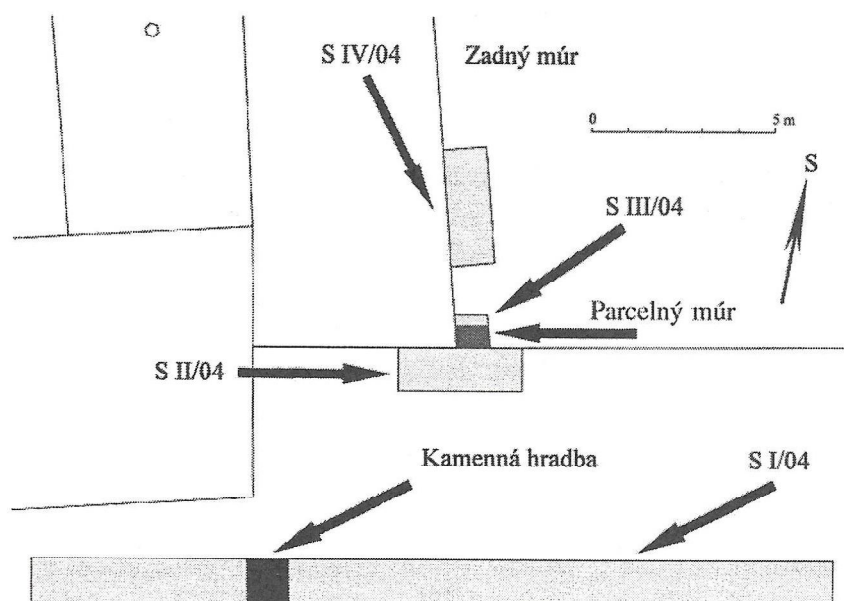 S IV/04
Zadný múr
0 5 m
S
S III/04
Parcelný múr
S II/04
Kamenná hradba
S I/04